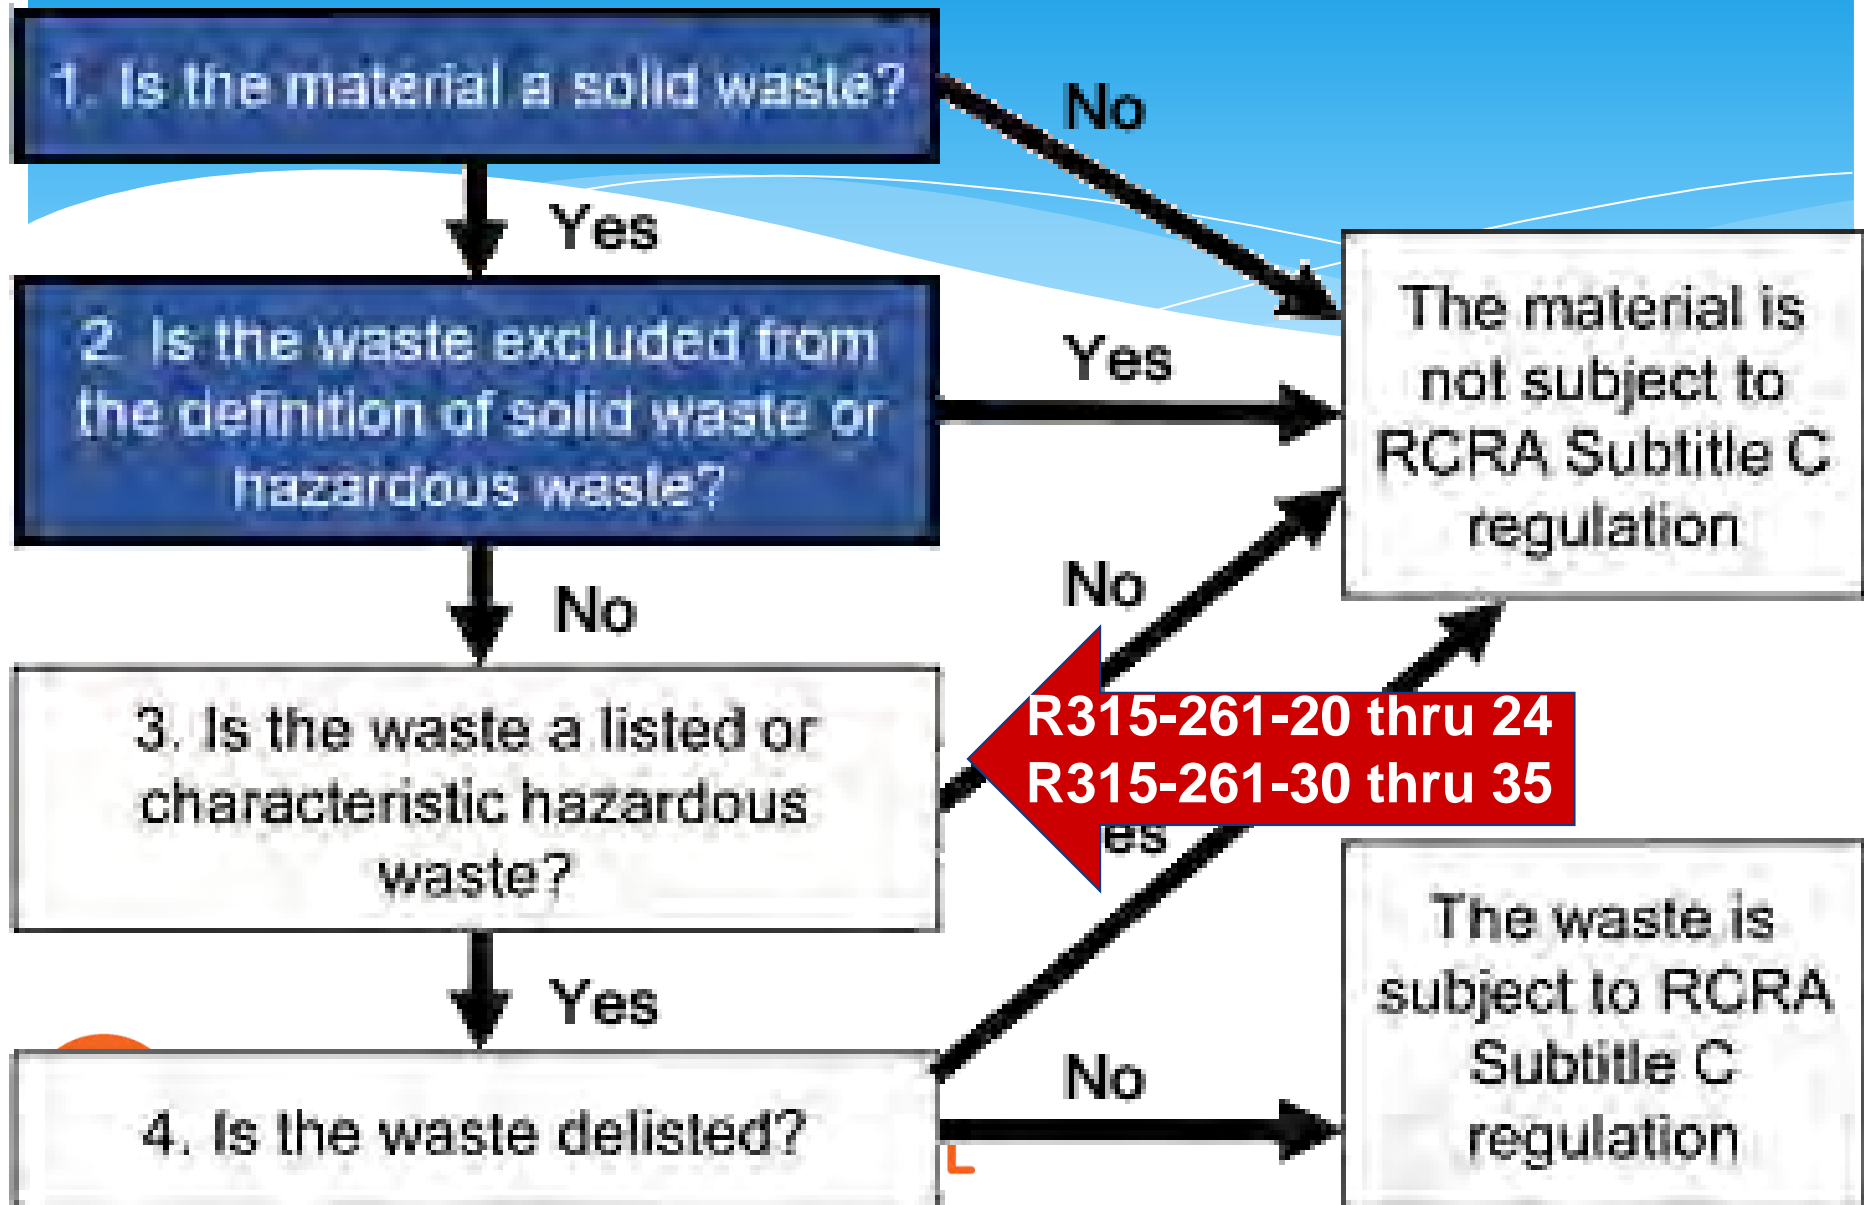 1. Is the material a solid waste?
No
Yes
2. Is the waste excluded from
the definition of solid waste or
hazardous waste?
Yes
The material is
not subject to
RCRA Subtitle C
regulation
No
No
3. Is the waste a listed or
characteristic hazardous
waste?
R315-261-20 thru 24
R315-261-30 thru 35
es
Yes
The waste is
subject to RCRA
Subtitle C
regulation
4. Is the waste delisted?
No